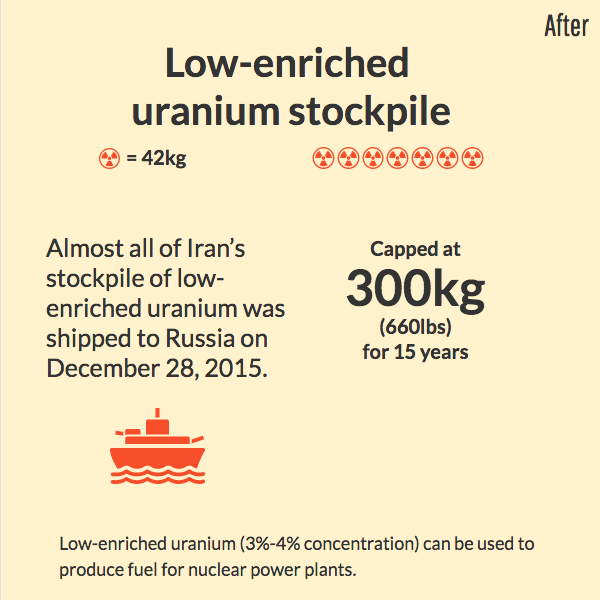 After
Low-enriched
uranium stockpile
= 42kg
Almost all of Iran’s
stockpile of low-
enriched uranium was
shipped to Russia on
December 28, 2015.
Capped at
300kg
(660lbs)
for 15 years
Low-enriched uranium (3%-4% concentration) can be used to
produce fuel for nuclear power plants.